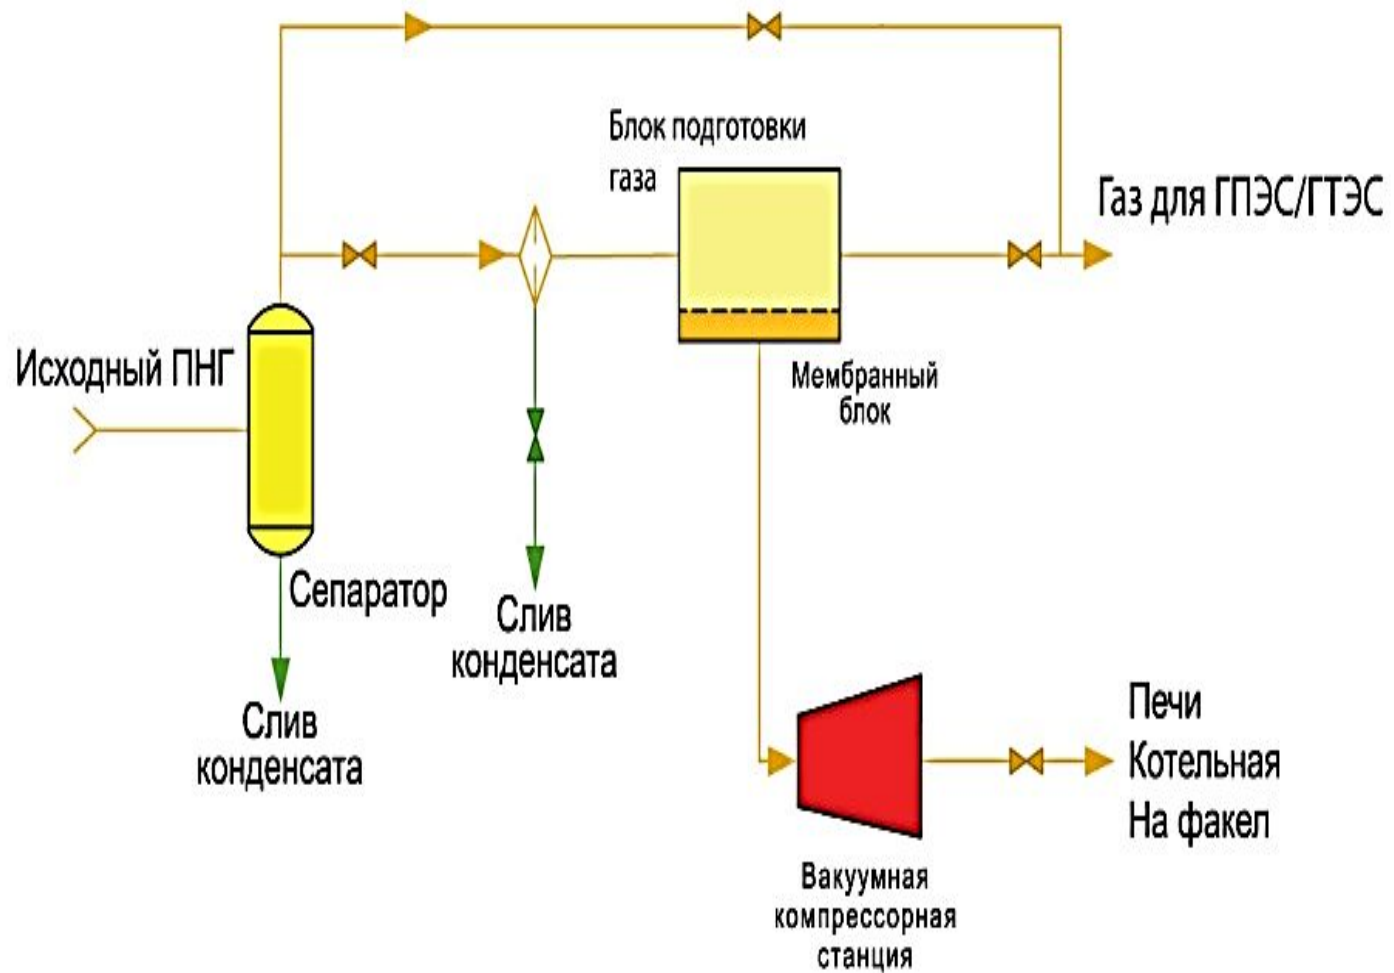 Блок подготовки
газа
Газ для ГПЭС/ГТЭС
Исходный ПНГ
Мембранный
блок
Сепаратор
Слив
конденсата
Слив
конденсата
Печи
Котельная
На факел
Вакуумная
компрессорная
станция